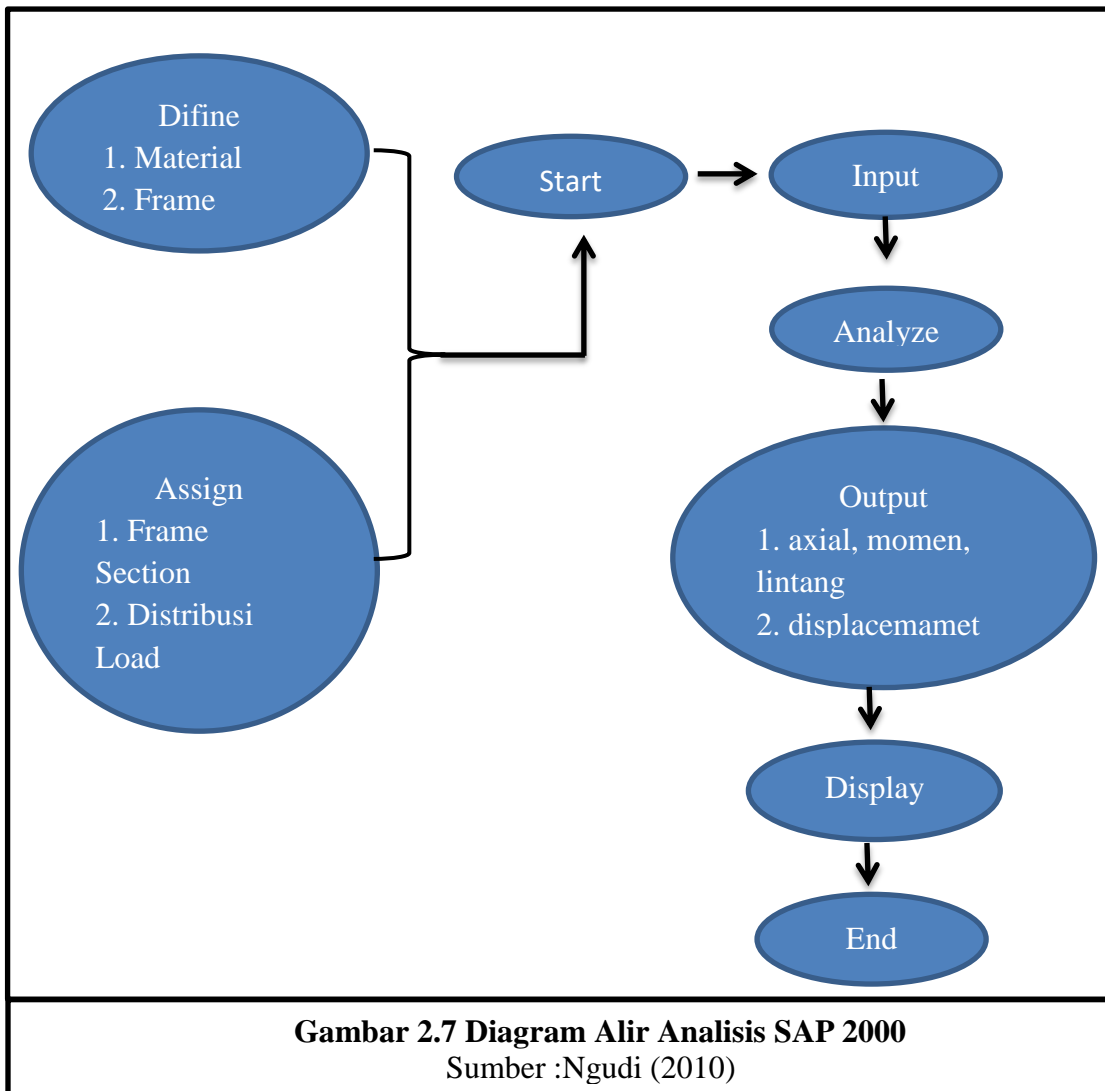 Difine
1. Material
2. Frame
Start
Input
Analyze
Assign
1. Frame
Section
2. Distribusi
Load
Output
1. axial, momen,
lintang
2. displacemamet
Display
End
Gambar 2.7 Diagram Alir Analisis SAP 2000
Sumber :Ngudi (2010)